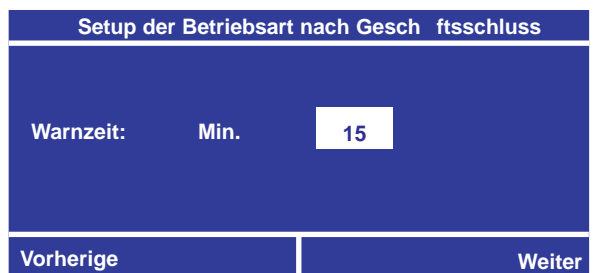 Setup der Betriebsart nach Gesch ftsschluss
Warnzeit: Min. 15
Vorherige Weiter